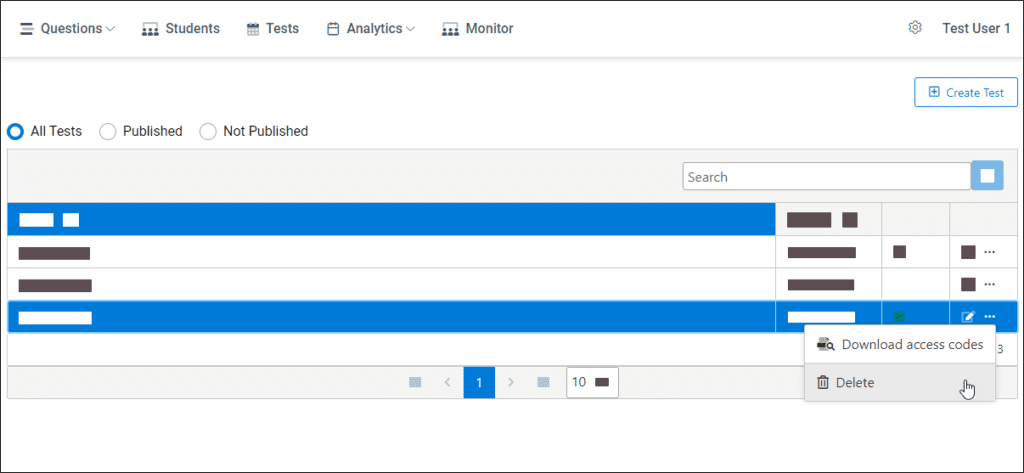 Questions Students Tests Analytics Monitor Test User 1
Create Test
All Tests Published Not Published
Search
Download access codes
3
Delete
1 10